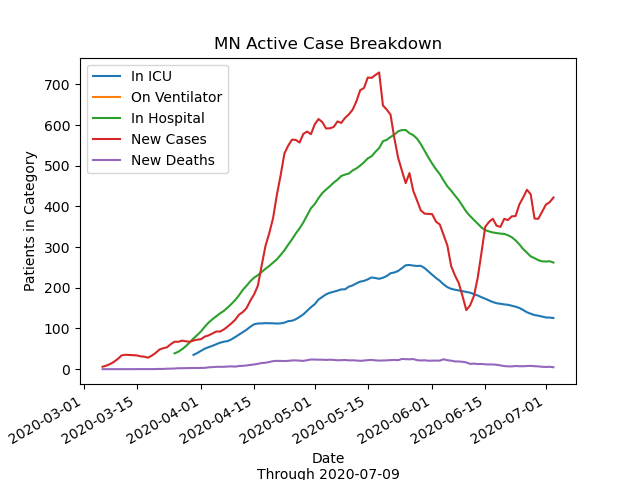 MN Active Case Breakdown
In ICU
On Ventilator
In Hospital
New Cases
New Deaths
Patients in Category
700
600
500
400
300
200
100
0
2020-03-01
2020-03-15
2020-04-01
2020-04-15
2020-05-01
2020-05-15
2020-06-01
2020-06-15
2020-07-01
Date
Through 2020-07-09